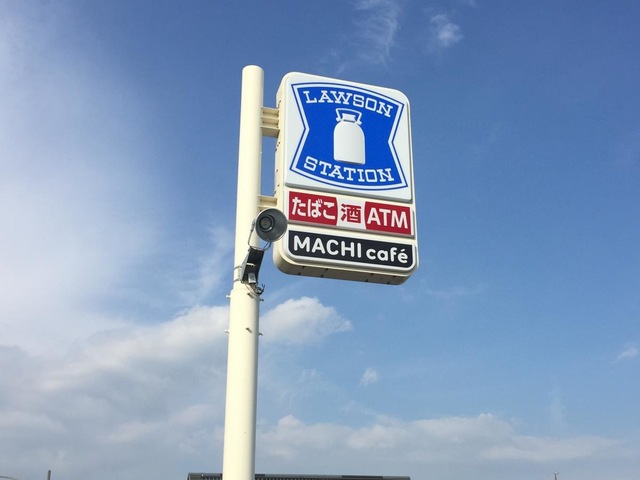 LAWSON
STATION
たばこ 酒 ATM
MACHI café